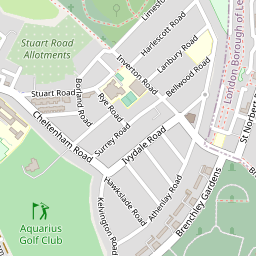 Limesf
Harlescott Road
Stuart Road
Allotments
Lanbury Road
Inverton Road
Bellwood Road
London Borough of Le
Stuart Road
Borland Road
Rye Road
St Norbert
Cheltenham Road
Surrey Road
Ivydale Road
Hawkslade Road
Athenlay Road
Brenchley Gardens
Kelvington Road
Aquarius
Golf Club